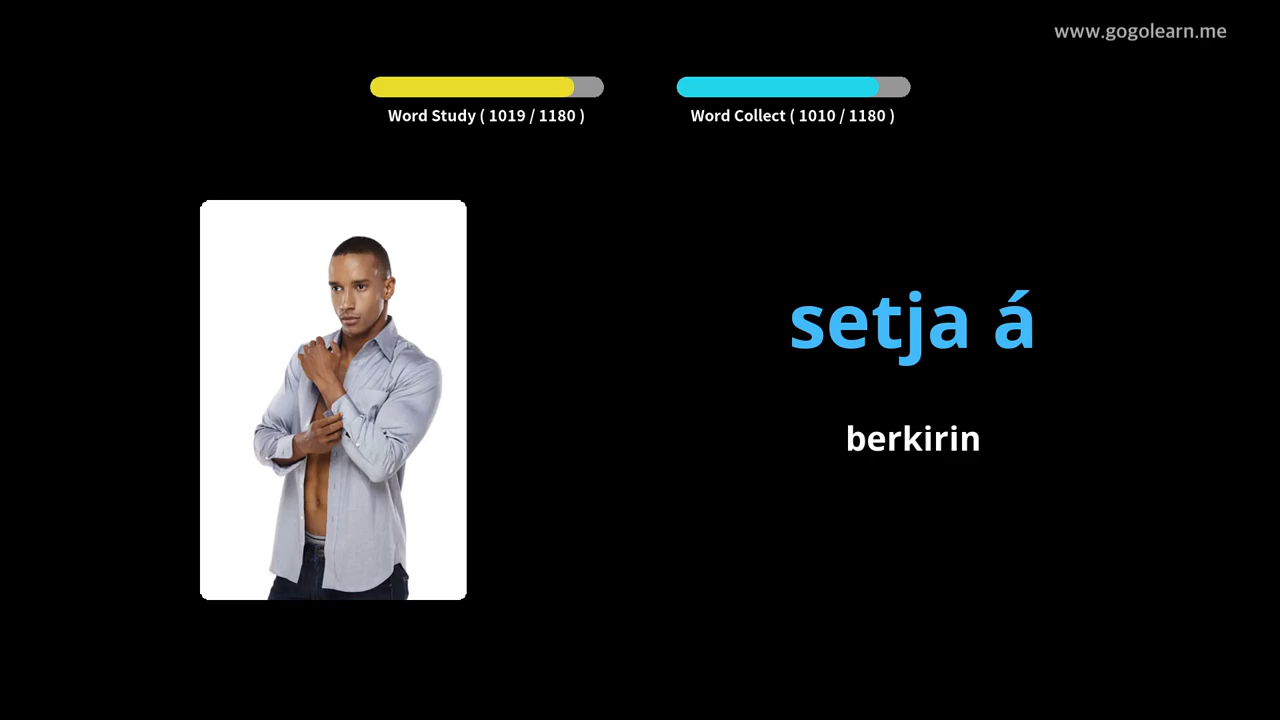 www.gogolearn.me
Word Study ( 1019 / 1180 )
Word Collect ( 1010 / 1180 )
setja á
berkirin